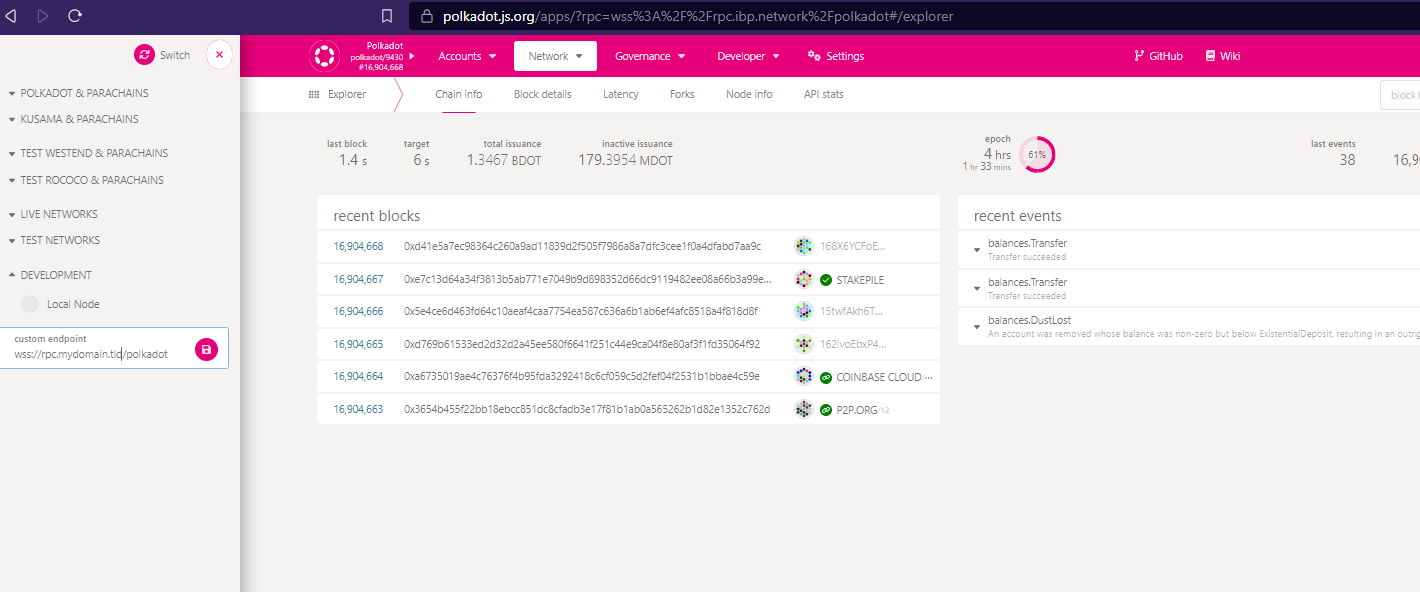 polkadot.js.org/apps/?rpc=wss%3A%2F%2Frpc.ibp.network%2Fpolkadot#/explorer
Switch
POLKADOT & PARACHAINS
KUSAMA & PARACHAINS
TEST WESTEND & PARACHAINS
TEST ROCOCO & PARACHAINS
LIVE NETWORKS
TEST NETWORKS
DEVELOPMENT
Local Node
custom endpoint
wss://rpc.mydomain.tld/polkadot
Polkadot
polkadot/9430
#16,904,668
Accounts
Network
Governance
Developer
Settings
GitHub
Wiki
Explorer
Chain info
Block details
Latency
Forks
Node info
API stats
block
last block
1.4 s
target
6 s
total issuance
1.3467 BDOT
inactive issuance
179.3954 MDOT
epoch
4 hrs
1 hr 33 mins
61%
last events
38
16,90
recent blocks
16,904,668 0xd41e5a7ec98364c260a9ad11839d2f505f7986a8a7dfc3cee1f0a4dfabd7aa9c 168X6YCFoE...
16,904,667 0xe7c13d64a34f3813b5ab771e7049b9d898352d66dc9119482ee08a66b3a99e... STAKEPILE
16,904,666 0x5e4ce6d463fd64c10aeaf4caa7754ea587c636a6b1ab6ef4afc8518a4f818d8f 15twfAkh6T...
16,904,665 0xd769b61533ed2d32d2a45ee580f6641f251c44e9ca04f8e80af3f1fd35064f92 162ivoEbxP4...
16,904,664 0xa6735019ae4c76376f4b95fda3292418c6cf059c5d2fef04f2531b1bbae4c59e COINBASE CLOUD/...
16,904,663 0x3654b455f22bb18ebcc851dc8cfadb3e17f81b1ab0a565262b1d82e1352c762d P2P.ORG/12
recent events
balances.Transfer
Transfer succeeded
balances.Transfer
Transfer succeeded
balances.DustLost
An account was removed whose balance was non-zero but below ExistentialDeposit, resulting in an outrig